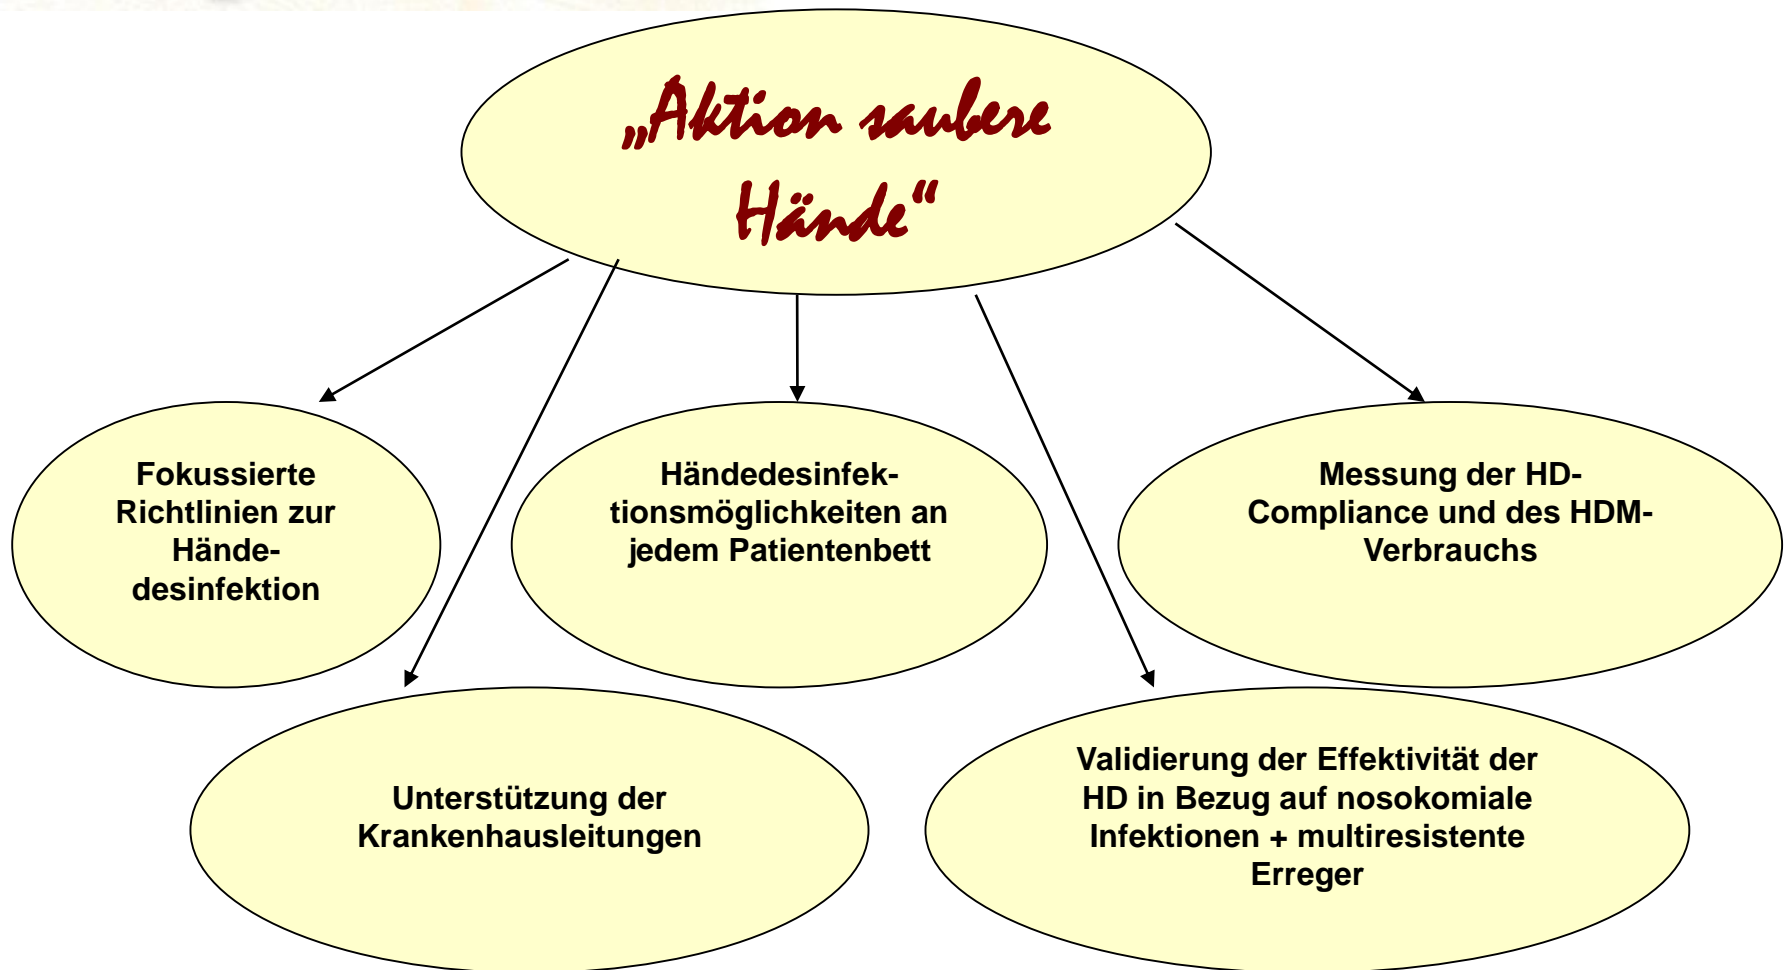 „Aktion saubere
Hände“
Fokussierte
Richtlinien zur
Hände-
desinfektion
Händedesinfek-
tionsmöglichkeiten an
jedem Patientenbett
Messung der HD-
Compliance und des HDM-
Verbrauchs
Unterstützung der
Krankenhausleitungen
Validierung der Effektivität der
HD in Bezug auf nosokomiale
Infektionen + multiresistente
Erreger